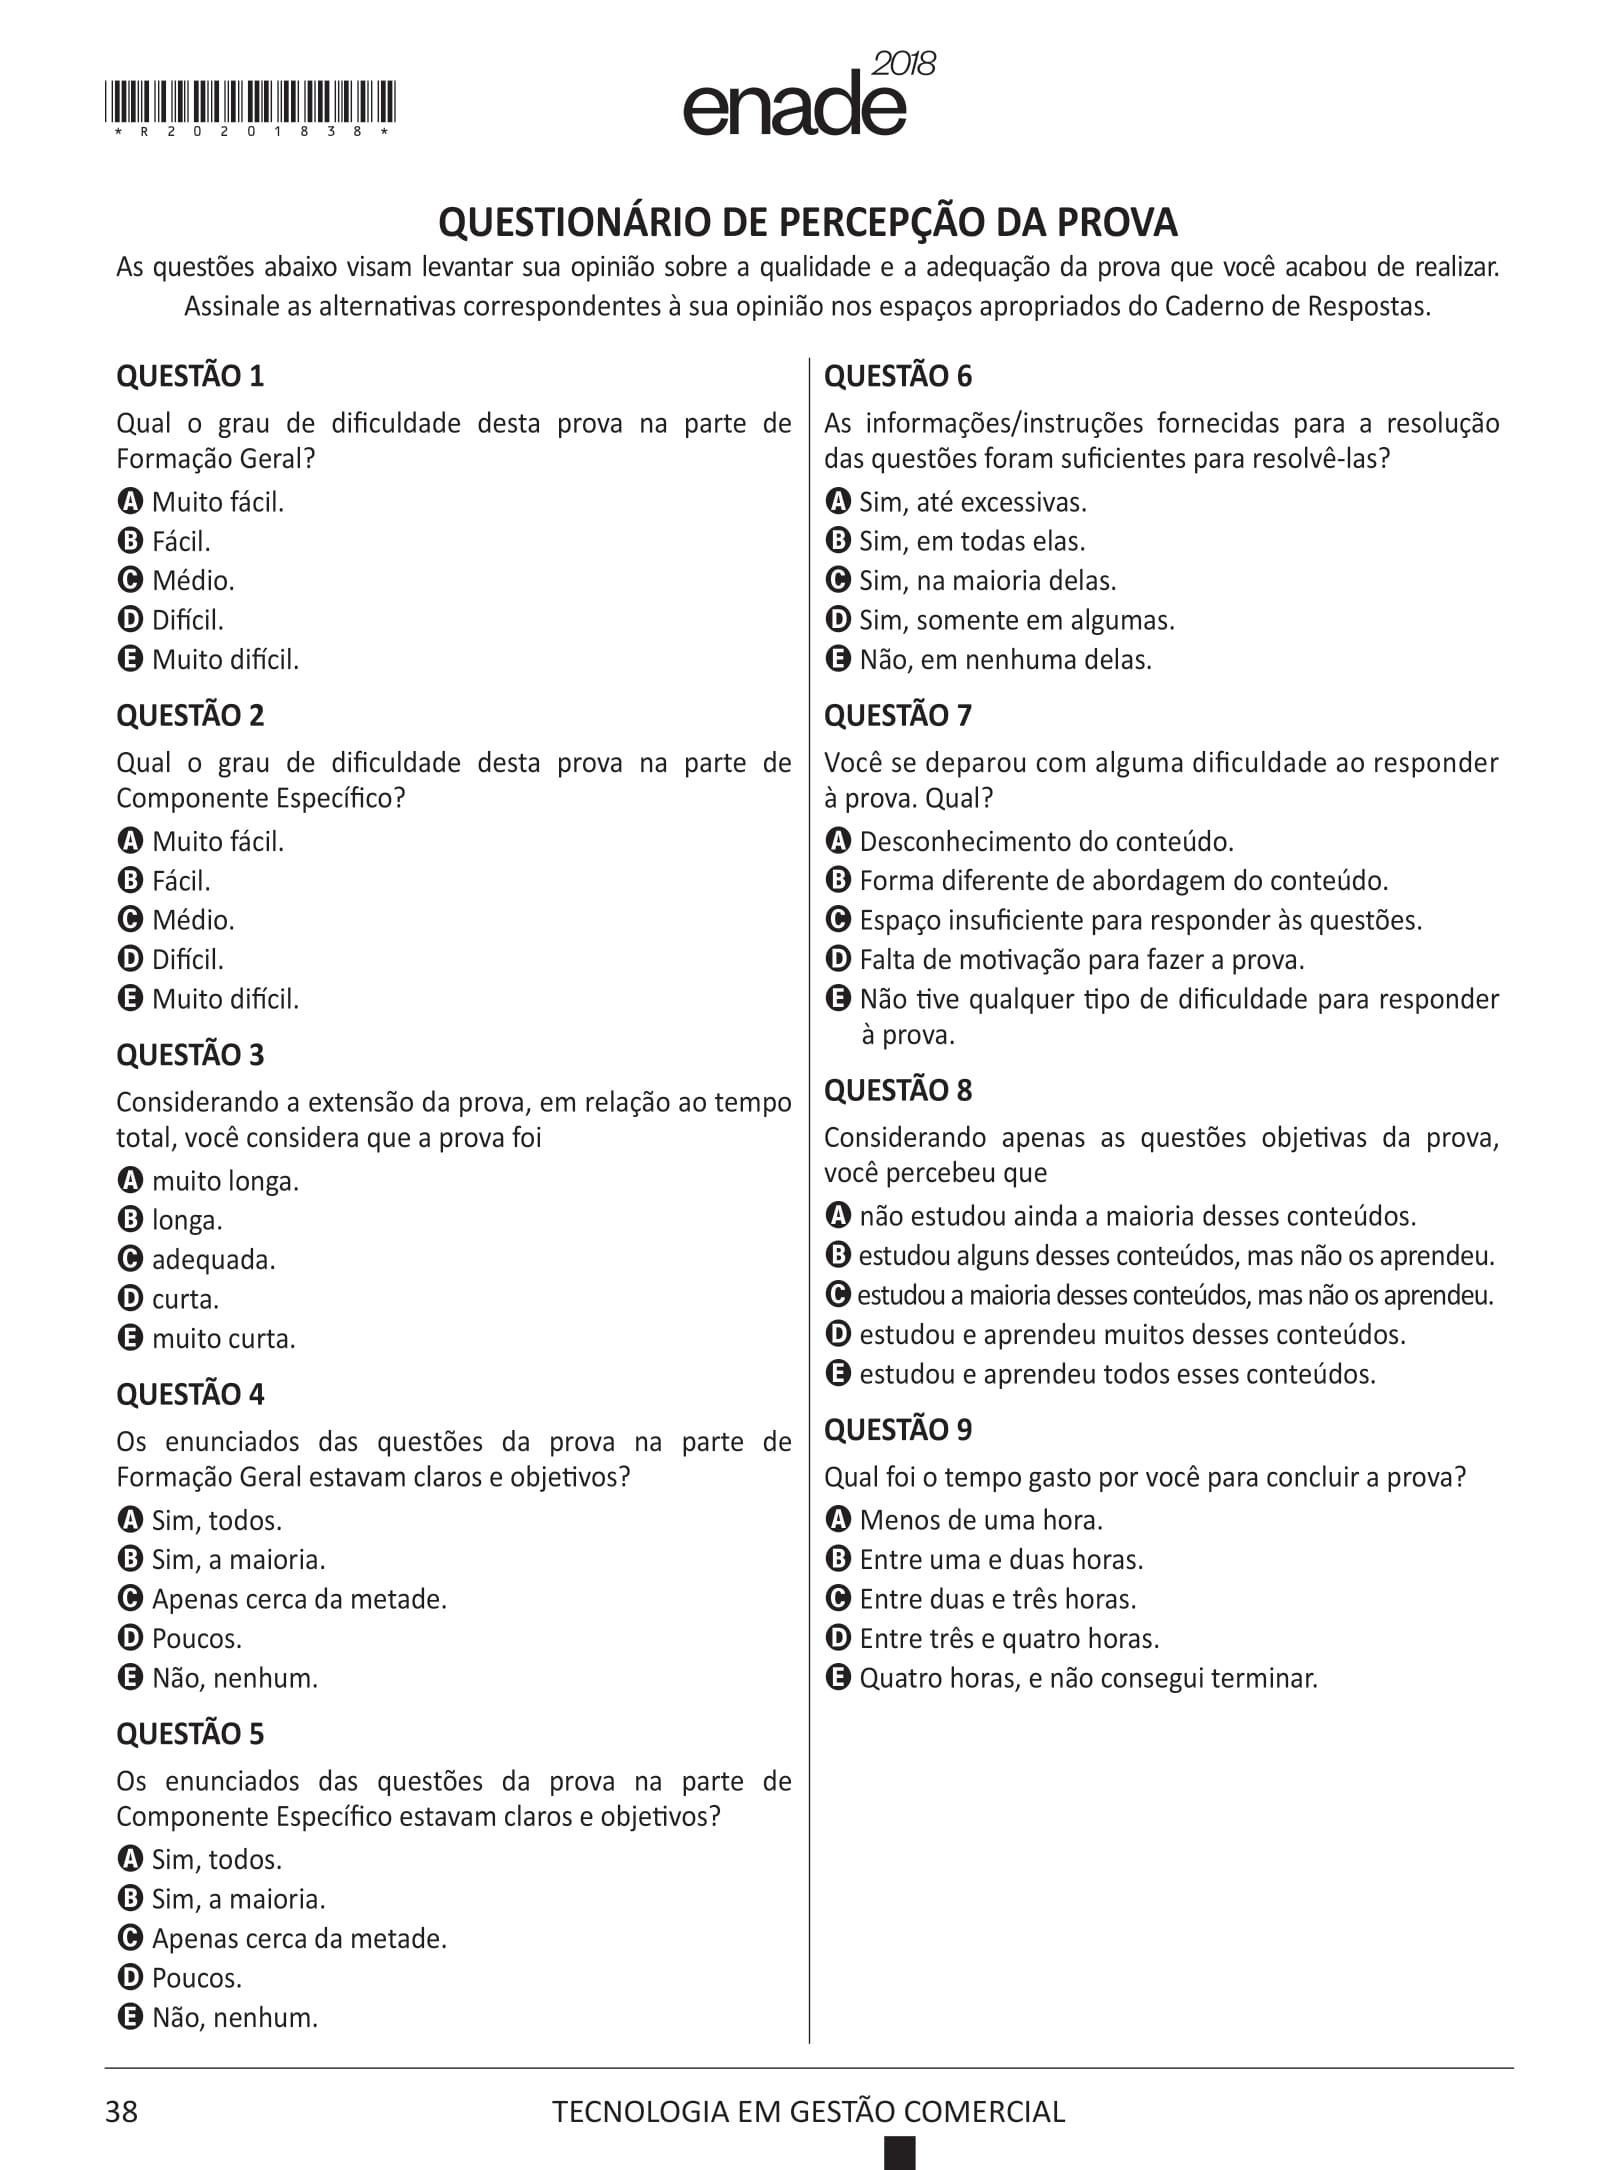 *R20201838*
enade 2018
QUESTIONÁRIO DE PERCEPÇÃO DA PROVA
As questões abaixo visam levantar sua opinião sobre a qualidade e a adequação da prova que você acabou de realizar.
Assinale as alternativas correspondentes à sua opinião nos espaços apropriados do Caderno de Respostas.
QUESTÃO 1
Qual o grau de dificuldade desta prova na parte de
Formação Geral?
A Muito fácil.
B Fácil.
C Médio.
D Difícil.
E Muito difícil.
QUESTÃO 2
Qual o grau de dificuldade desta prova na parte de
Componente Específico?
A Muito fácil.
B Fácil.
C Médio.
D Difícil.
E Muito difícil.
QUESTÃO 3
Considerando a extensão da prova, em relação ao tempo
total, você considera que a prova foi
A muito longa.
B longa.
C adequada.
D curta.
E muito curta.
QUESTÃO 4
Os enunciados das questões da prova na parte de
Formação Geral estavam claros e objetivos?
A Sim, todos.
B Sim, a maioria.
C Apenas cerca da metade.
D Poucos.
E Não, nenhum.
QUESTÃO 5
Os enunciados das questões da prova na parte de
Componente Específico estavam claros e objetivos?
A Sim, todos.
B Sim, a maioria.
C Apenas cerca da metade.
D Poucos.
E Não, nenhum.
QUESTÃO 6
As informações/instruções fornecidas para a resolução
das questões foram suficientes para resolvê-las?
A Sim, até excessivas.
B Sim, em todas elas.
C Sim, na maioria delas.
D Sim, somente em algumas.
E Não, em nenhuma delas.
QUESTÃO 7
Você se deparou com alguma dificuldade ao responder
à prova. Qual?
A Desconhecimento do conteúdo.
B Forma diferente de abordagem do conteúdo.
C Espaço insuficiente para responder às questões.
D Falta de motivação para fazer a prova.
E Não tive qualquer tipo de dificuldade para responder
à prova.
QUESTÃO 8
Considerando apenas as questões objetivas da prova,
você percebeu que
A não estudou ainda a maioria desses conteúdos.
B estudou alguns desses conteúdos, mas não os aprendeu.
C estudou a maioria desses conteúdos, mas não os aprendeu.
D estudou e aprendeu muitos desses conteúdos.
E estudou e aprendeu todos esses conteúdos.
QUESTÃO 9
Qual foi o tempo gasto por você para concluir a prova?
A Menos de uma hora.
B Entre uma e duas horas.
C Entre duas e três horas.
D Entre três e quatro horas.
E Quatro horas, e não consegui terminar.
38
TECNOLOGIA EM GESTÃO COMERCIAL